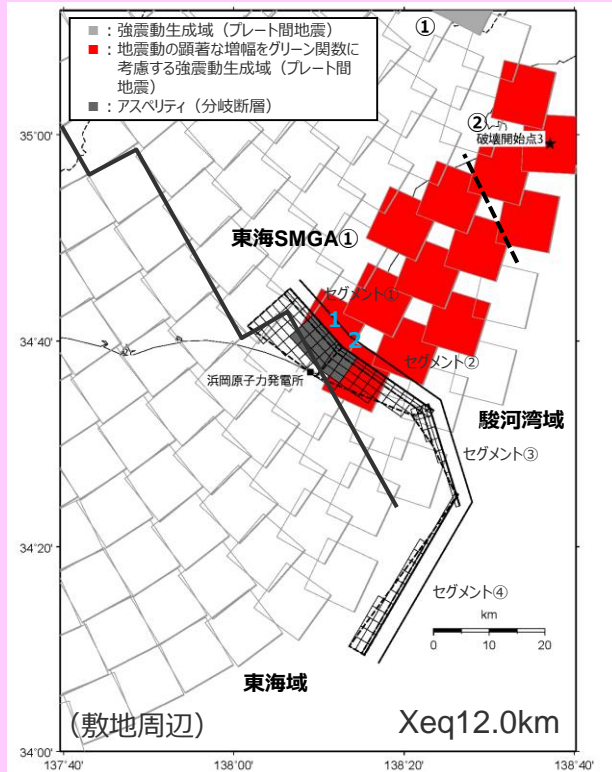 ■：強震動生成域（プレート間地震）
■：地震動の顕著な増幅をグリーン関数に
考慮する強震動生成域（プレート間
地震）
■：アスペリティ（分岐断層）
①
②
破壊開始点3
35°00'
東海SMGA①
セグメント①
1
2
34°40'
セグメント②
浜岡原子力発電所
駿河湾域
セグメント③
34°20'
セグメント④
km
0 10 20
東海域
（敷地周辺）
Xeq12.0km
34°00'
137°40' 138°00' 138°20' 138°40'